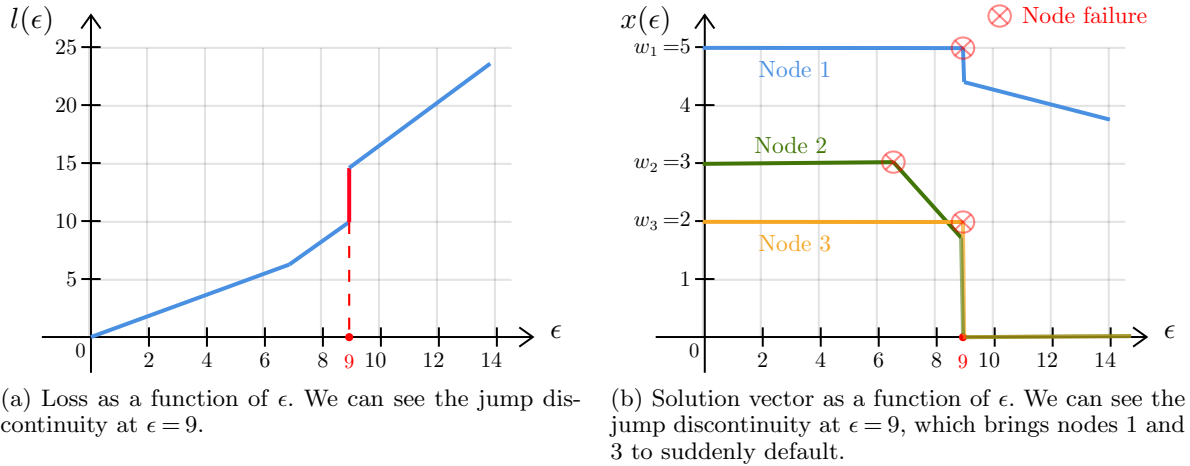 l(ϵ)
25
20
15
10
5
0
2
4
6
8
9
10
12
14
ϵ
x(ϵ)
Node failure
w₁=5
Node 1
4
Node 2
w₂=3
w₃=2
Node 3
1
0
2
4
6
8
9
10
12
14
ϵ
(a) Loss as a function of ϵ. We can see the jump dis-
continuity at ϵ = 9.
(b) Solution vector as a function of ϵ. We can see the
jump discontinuity at ϵ = 9, which brings nodes 1 and
3 to suddenly default.